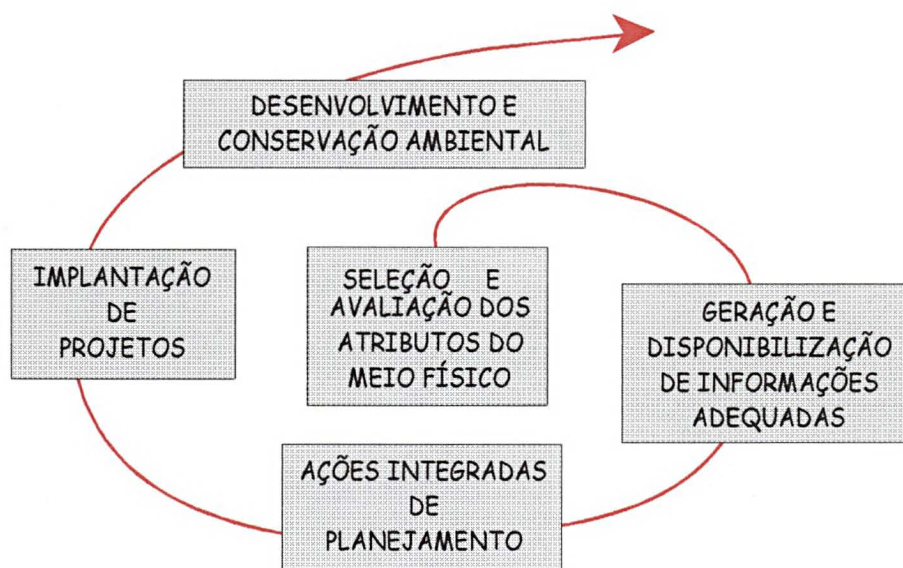 DESENVOLVIMENTO E
CONSERVAÇÃO AMBIENTAL
IMPLANTAÇÃO
DE
PROJETOS
SELEÇÃO E
AVALIAÇÃO DOS
ATRIBUTOS DO
MEIO FÍSICO
GERAÇÃO E
DISPONIBILIZAÇÃO
DE INFORMAÇÕES
ADEQUADAS
AÇÕES INTEGRADAS
DE
PLANEJAMENTO